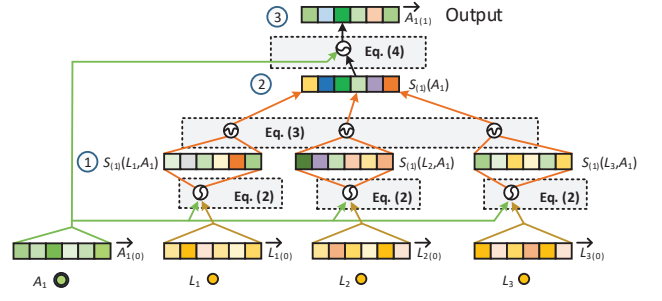 ③ A₁₍₁₎ Output
Eq. (4)
② S₍₁₎(A₁)
Eq. (3)
① S₍₁₎(L₁,A₁) S₍₁₎(L₂,A₁) S₍₁₎(L₃,A₁)
Eq. (2) Eq. (2) Eq. (2)
A₁₍₀₎ L₁₍₀₎ L₂₍₀₎ L₃₍₀₎
A₁ L₁ L₂ L₃